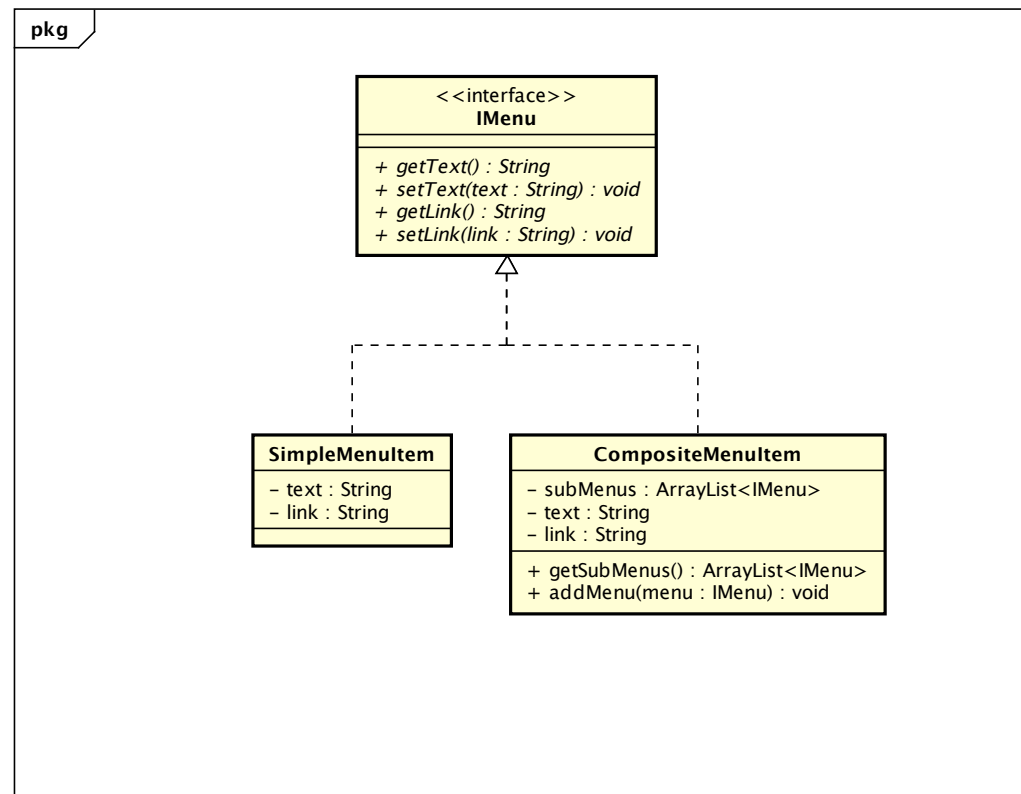 pkg
<<interface>>
IMenu
+ getText() : String
+ setText(text : String) : void
+ getLink() : String
+ setLink(link : String) : void
SimpleMenuItem
– text : String
– link : String
CompositeMenuItem
– subMenus : ArrayList<IMenu>
– text : String
– link : String
+ getSubMenus() : ArrayList<IMenu>
+ addMenu(menu : IMenu) : void